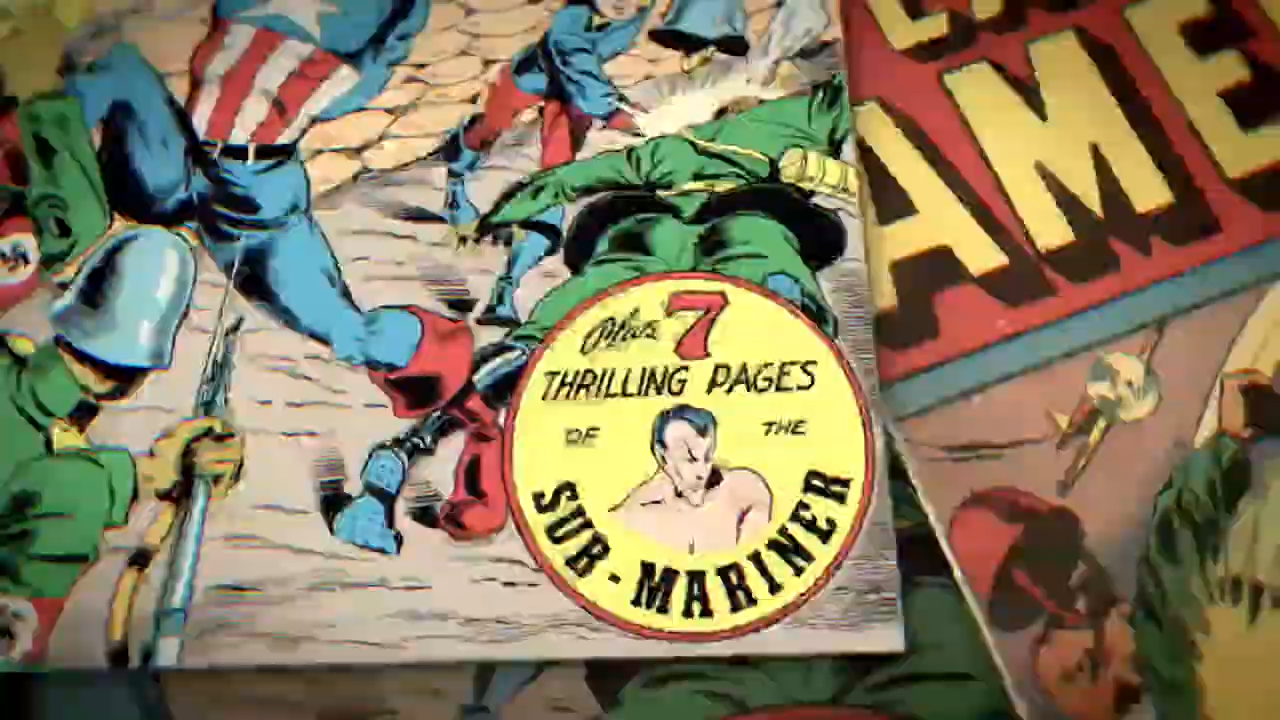 Plus 7
THRILLING PAGES
OF THE
SUB-MARINER
AME